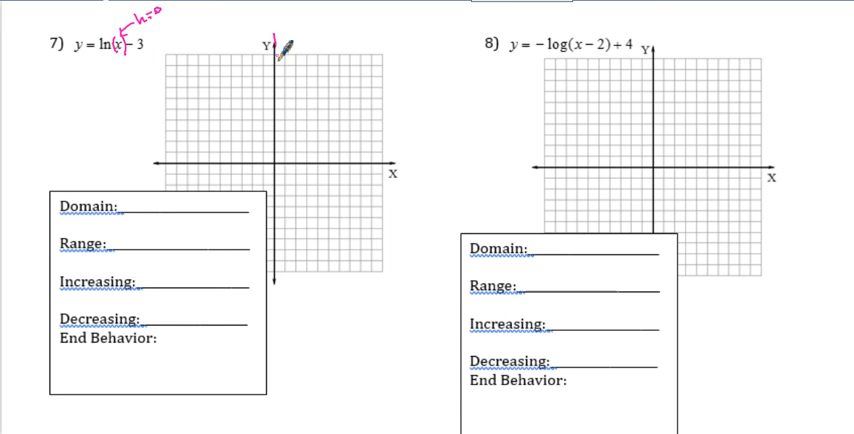 h=0
7) y = ln(x) - 3
Y
X
Domain:
Range:
Increasing:
Decreasing:
End Behavior:
8) y = - log(x - 2) + 4
Y
X
Domain:
Range:
Increasing:
Decreasing:
End Behavior: